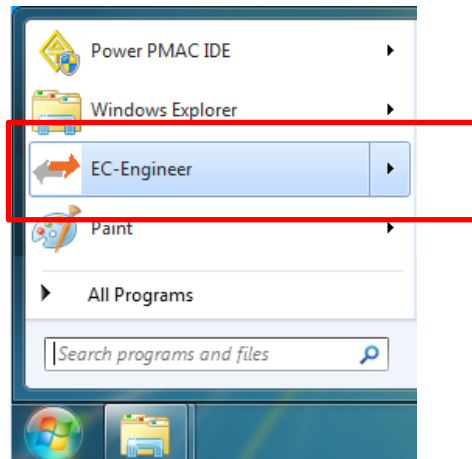 Power PMAC IDE
Windows Explorer
EC-Engineer
Paint
All Programs
Search programs and files